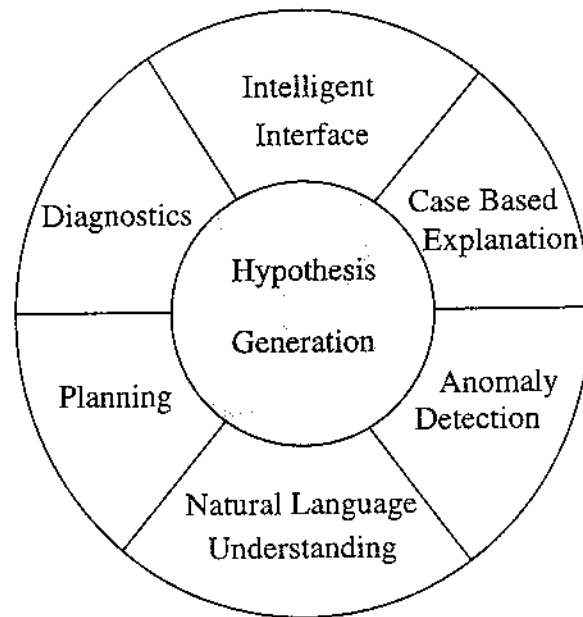 Intelligent
Interface
Case Based
Explanation
Diagnostics
Hypothesis
Generation
Planning
Anomaly
Detection
Natural Language
Understanding